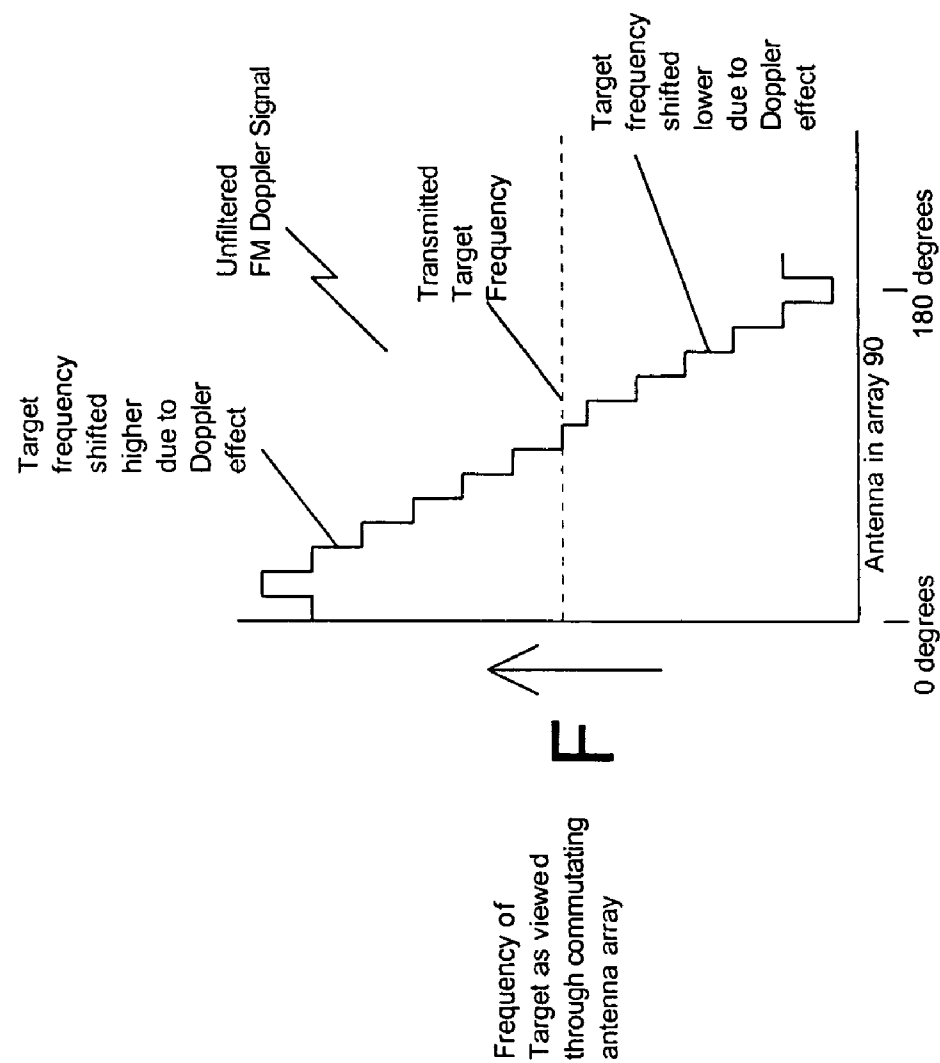 Target
frequency
shifted
higher
due to
Doppler
effect
Unfiltered
FM Doppler Signal
Transmitted
Target
Frequency
Target
frequency
shifted
lower
due to
Doppler
effect
F
Frequency of
Target as viewed
through commutating
antenna array
Antenna in array 90
0 degrees
180 degrees